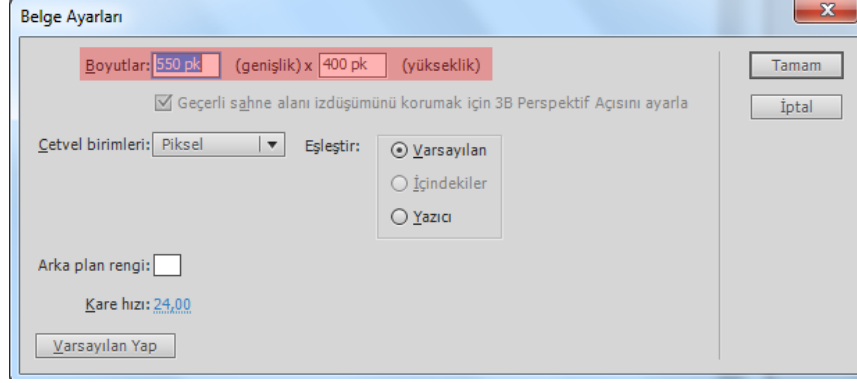 Belge Ayarları
Boyutlar: 550 pk (genişlik) x 400 pk (yükseklik)
Tamam
Geçerli sahne alanı izdüşümünü korumak için 3B Perspektif Açısını ayarla
İptal
Cetvel birimleri: Piksel Eşleştir: Varsayılan
İçindekiler
Yazıcı
Arka plan rengi:
Kare hızı: 24,00
Varsayılan Yap